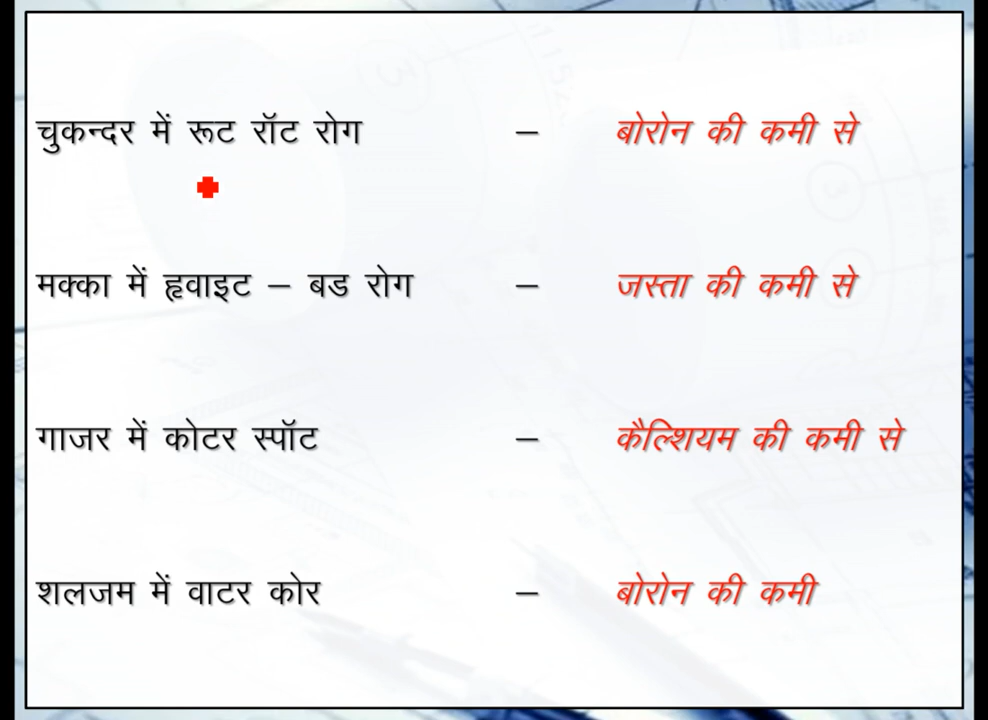 चुकन्दर में रूट रॉट रोग – बोरोन की कमी से
मक्का में हृवाइट – बड रोग – जस्ता की कमी से
गाजर में कोटर स्पॉट – कैल्शियम की कमी से
शलजम में वाटर कोर – बोरोन की कमी